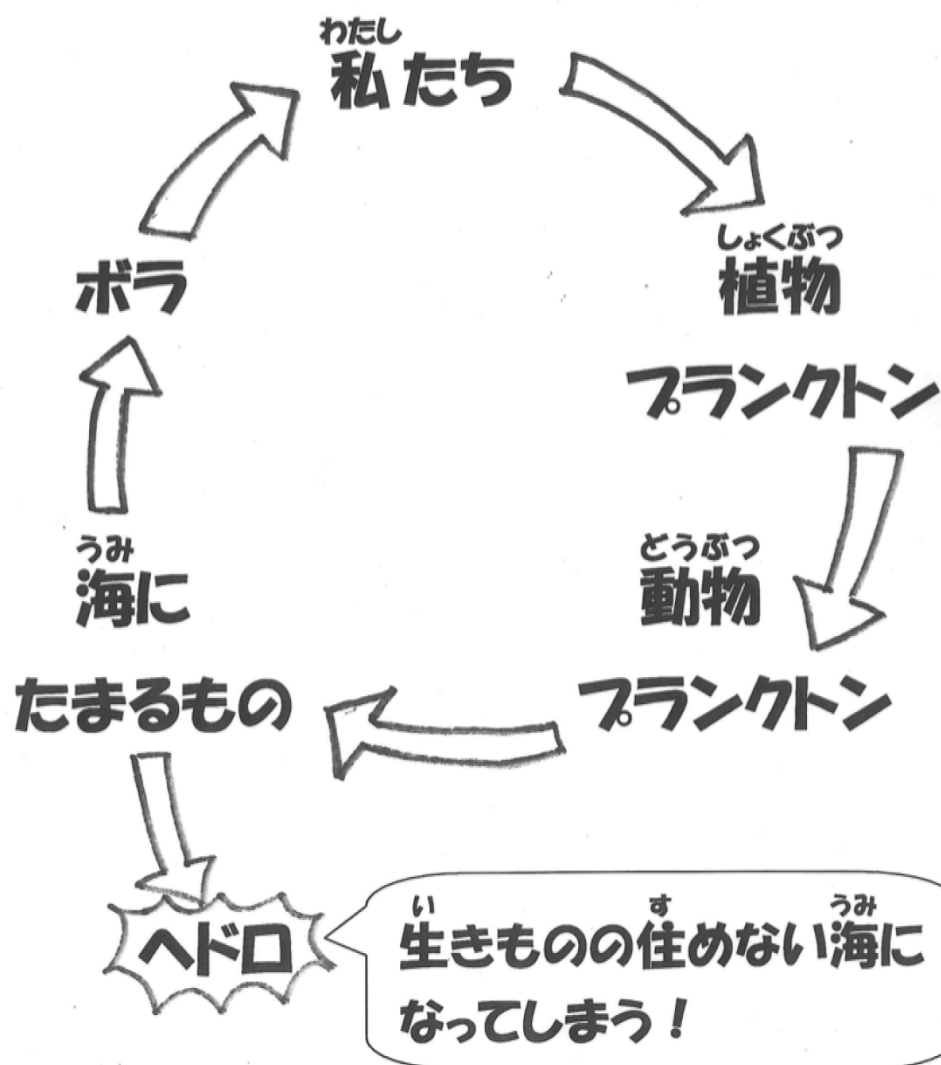 わたし
私たち
しょくぶつ
植物
プランクトン
どうぶつ
動物
プランクトン
うみ
海に
たまるもの
ボラ
ヘドロ
い す うみ
生きものの住めない海に
なってしまう！